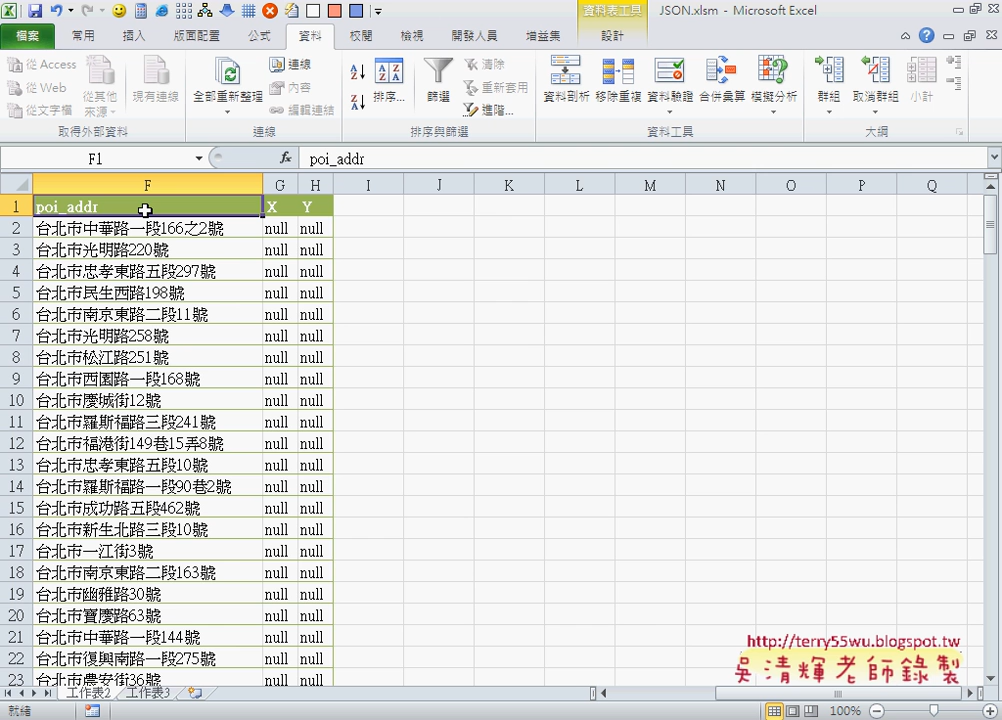 資料表工具
JSON.xlsm - Microsoft Excel
檔案 常用 插入 版面配置 公式 資料 校閱 檢視 開發人員 增益集 設計
從 Access
從 Web
從文字檔
從其他
來源
現有連線
取得外部資料
全部重新整理
連線
內容
編輯連結
連線
排序...
篩選
清除
重新套用
進階...
排序與篩選
資料剖析 移除重複 資料驗證 合併彙算 模擬分析
資料工具
群組 取消群組 小計
大綱
F1 fx poi_addr
F G H I J K L M N O P Q
1 poi_addr X Y
2 台北市中華路一段166之2號 null null
3 台北市光明路220號 null null
4 台北市忠孝東路五段297號 null null
5 台北市民生西路198號 null null
6 台北市南京東路二段11號 null null
7 台北市光明路258號 null null
8 台北市松江路251號 null null
9 台北市西園路一段168號 null null
10 台北市慶城街12號 null null
11 台北市羅斯福路三段241號 null null
12 台北市福港街149巷15弄8號 null null
13 台北市忠孝東路五段10號 null null
14 台北市羅斯福路一段90巷2號 null null
15 台北市成功路五段462號 null null
16 台北市新生北路三段10號 null null
17 台北市一江街3號 null null
18 台北市南京東路二段163號 null null
19 台北市幽雅路30號 null null
20 台北市寶慶路63號 null null
21 台北市中華路一段144號 null null
22 台北市復興南路一段275號 null null
23 台北市農安街36號 null null
http://terry55wu.blogspot.tw
吳清輝老師錄製
工作表2 工作表3
就緒 100%